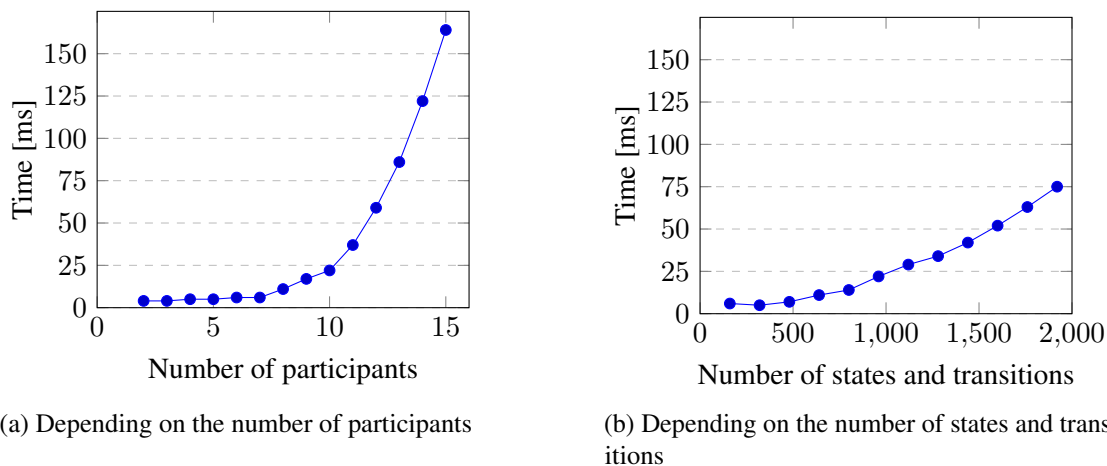 150
125
100
75
50
25
0
Time [ms]
0 5 10 15
Number of participants
(a) Depending on the number of participants
150
125
100
75
50
25
0
Time [ms]
0 500 1,000 1,500 2,000
Number of states and transitions
(b) Depending on the number of states and trans
itions